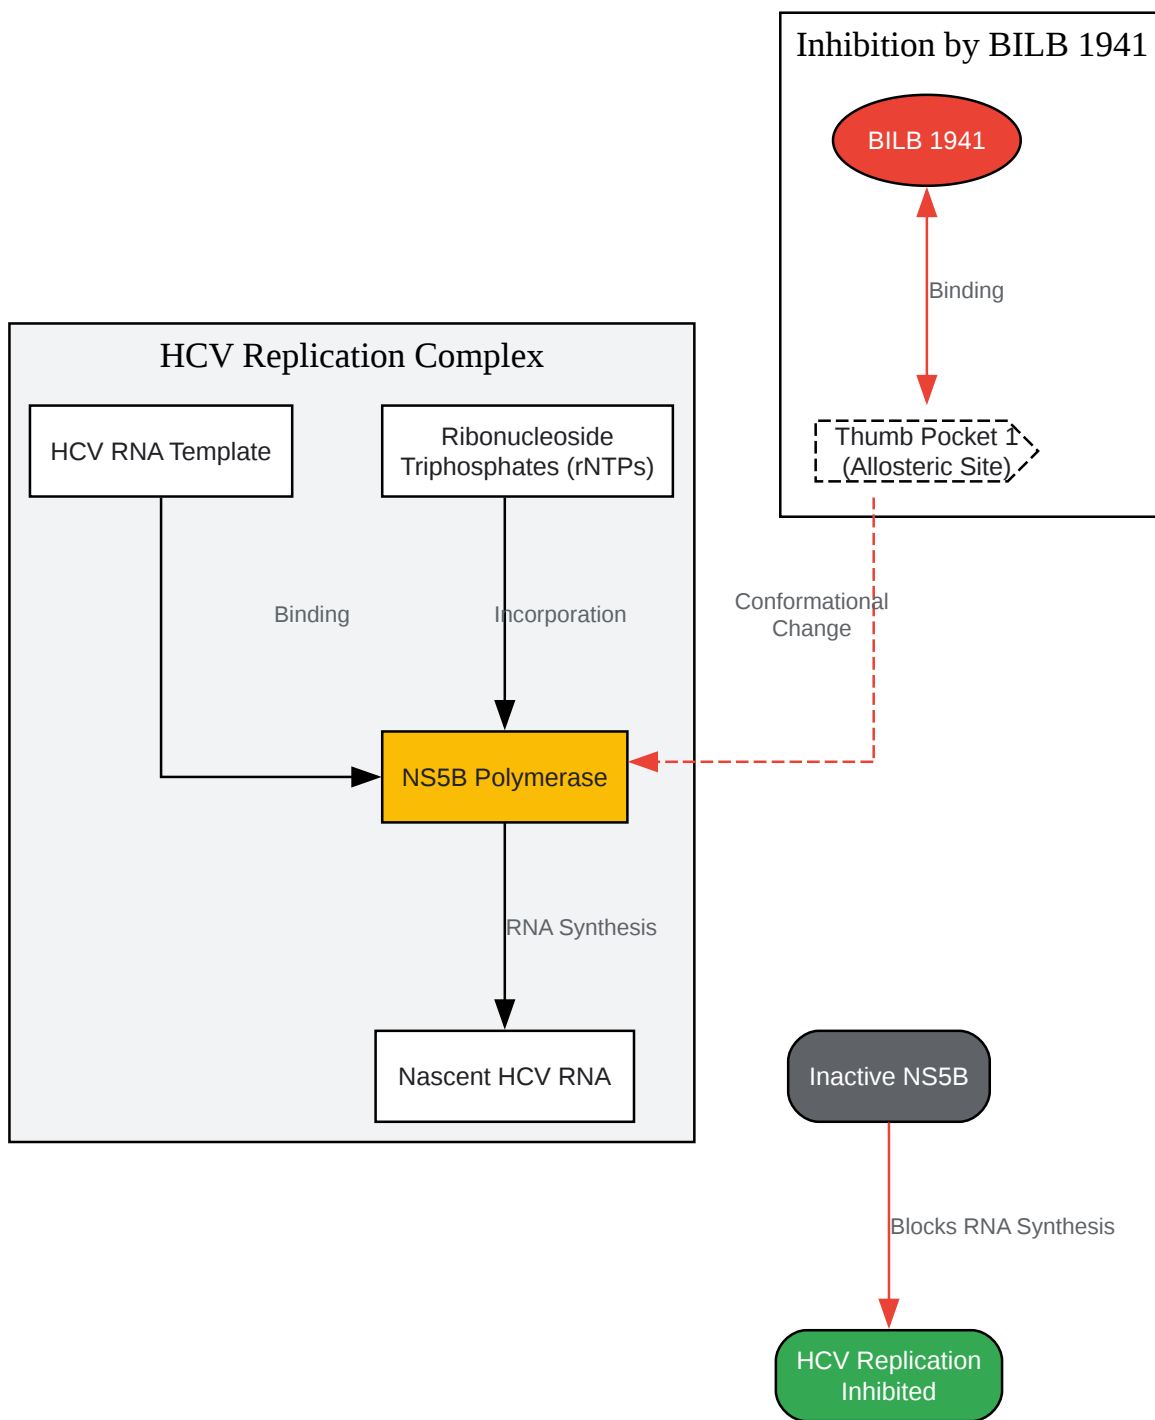 Inhibition by BILB 1941
BILB 1941
Binding
Thumb Pocket 1
(Allosteric Site)
HCV Replication Complex
HCV RNA Template
Ribonucleoside
Triphosphates (rNTPs)
Binding
Incorporation
Conformational
Change
NS5B Polymerase
RNA Synthesis
Nascent HCV RNA
Inactive NS5B
Blocks RNA Synthesis
HCV Replication
Inhibited